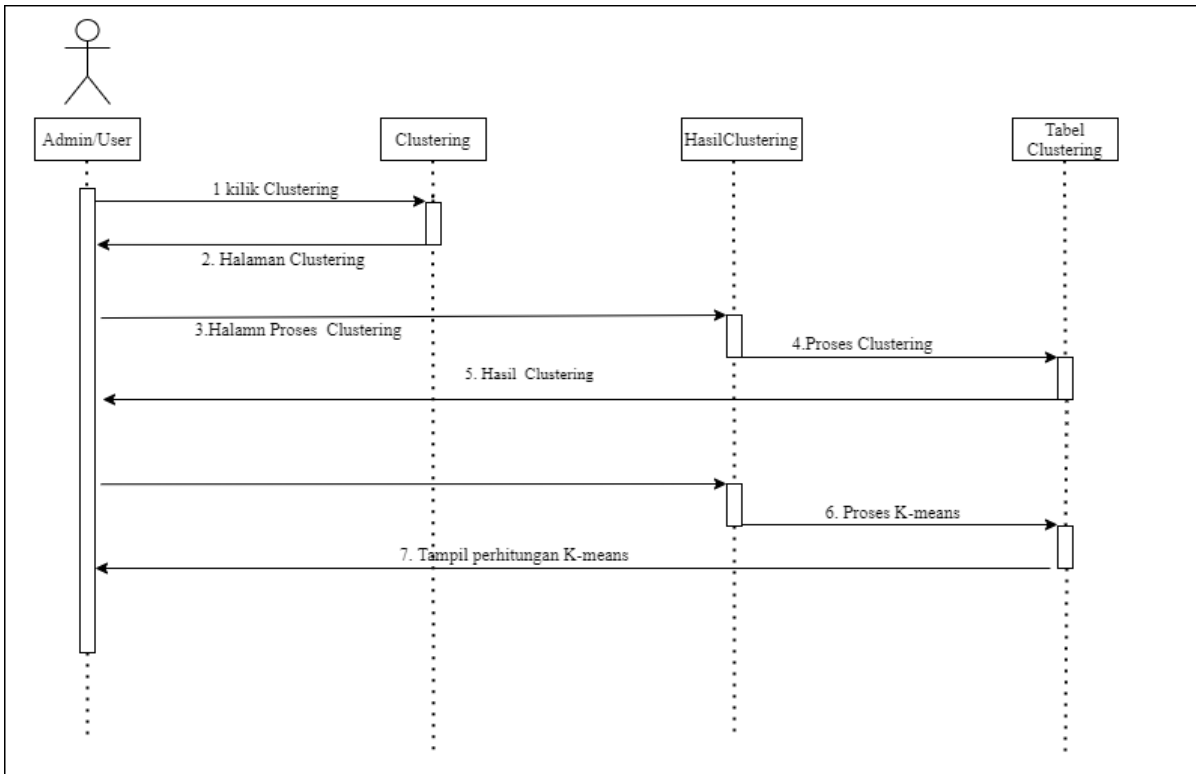 Admin/User
Clustering
HasilClustering
Tabel
Clustering
1 kilik Clustering
2. Halaman Clustering
3.Halamn Proses Clustering
4.Proses Clustering
5. Hasil Clustering
6. Proses K-means
7. Tampil perhitungan K-means